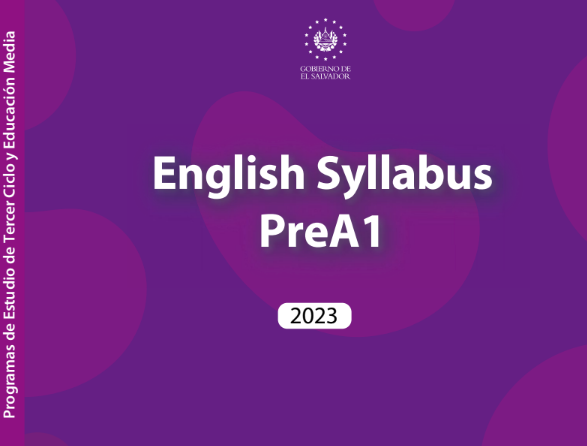 Programas de Estudio de Tercer Ciclo y Educación Media
GOBIERNO DE
EL SALVADOR
English Syllabus
PreA1
2023